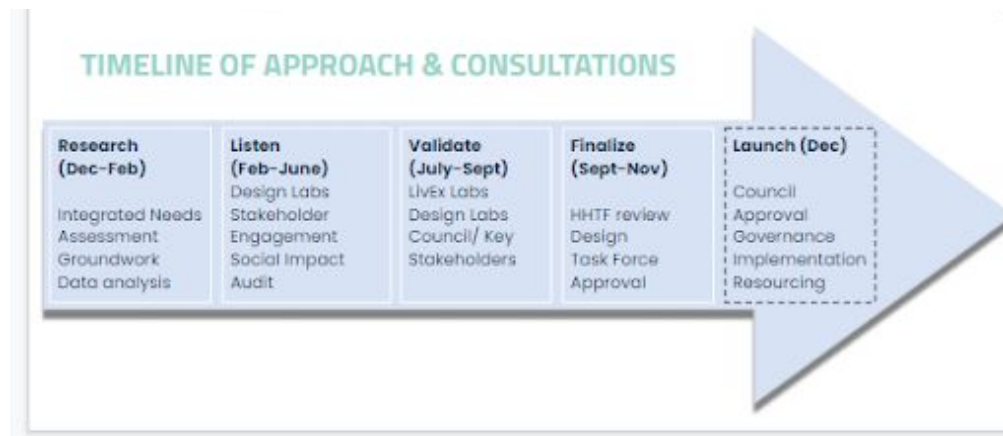 TIMELINE OF APPROACH & CONSULTATIONS
Research
(Dec-Feb)
Integrated Needs
Assessment
Groundwork
Data analysis
Listen
(Feb-June)
Design Labs
Stakeholder
Engagement
Social Impact
Audit
Validate
(July-Sept)
LivEx Labs
Design Labs
Council/ Key
Stakeholders
Finalize
(Sept-Nov)
HHTF review
Design
Task Force
Approval
Launch (Dec)
Council
Approval
Governance
Implementation
Resourcing